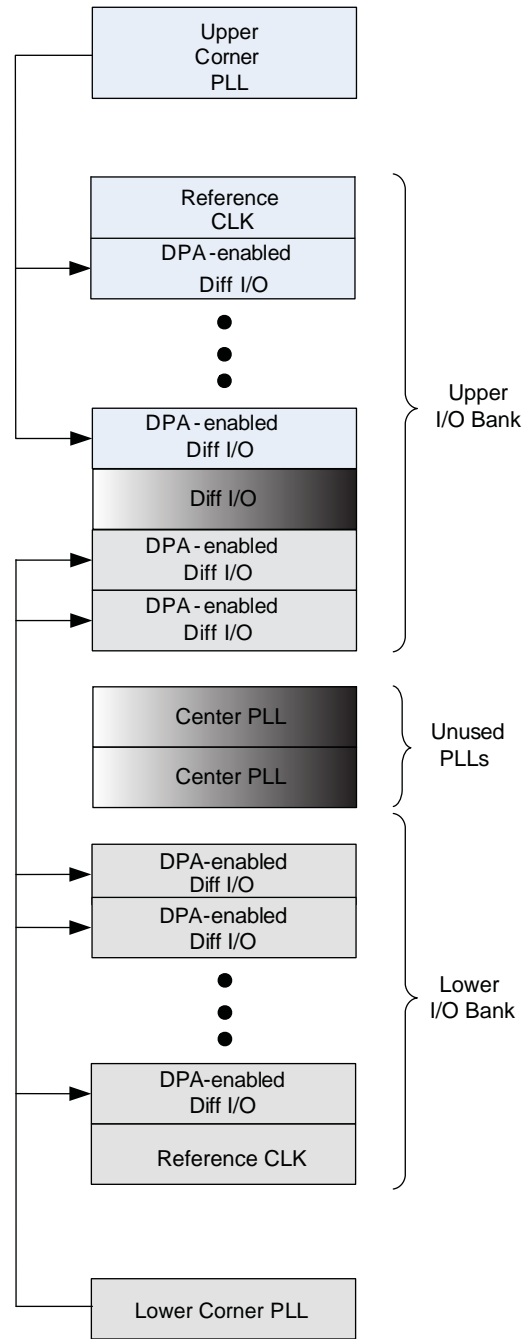 Upper
Corner
PLL
Reference
CLK
DPA-enabled
Diff I/O
DPA-enabled
Diff I/O
Diff I/O
DPA-enabled
Diff I/O
DPA-enabled
Diff I/O
Upper
I/O Bank
Center PLL
Center PLL
Unused
PLLs
DPA-enabled
Diff I/O
DPA-enabled
Diff I/O
DPA-enabled
Diff I/O
Reference CLK
Lower
I/O Bank
Lower Corner PLL